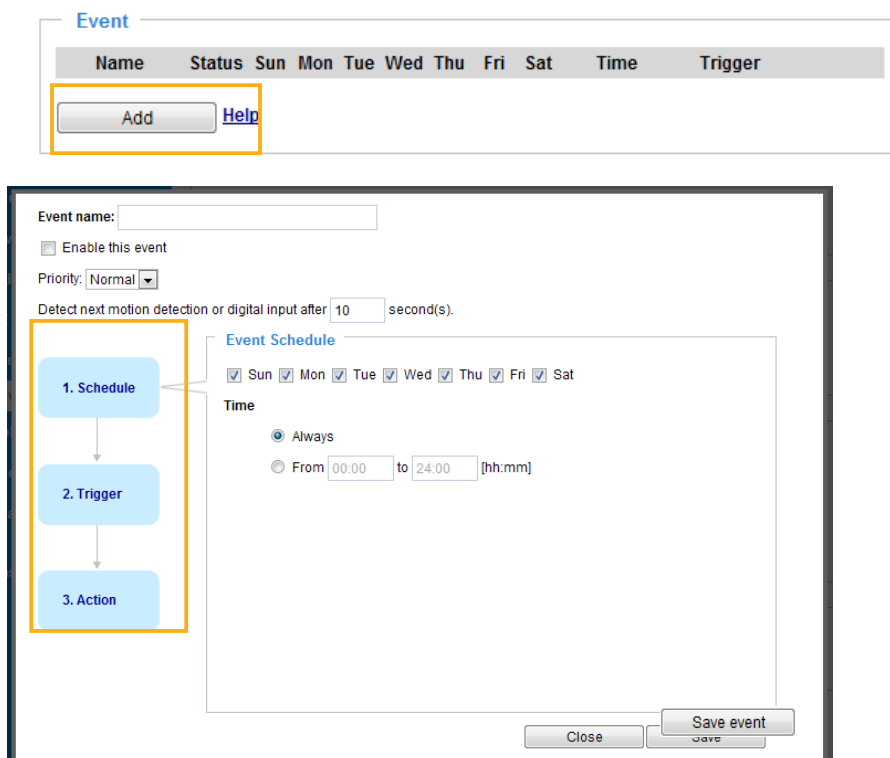 Event
Name Status Sun Mon Tue Wed Thu Fri Sat Time Trigger
Add Help
Event name:
Enable this event
Priority: Normal
Detect next motion detection or digital input after 10 second(s).
Event Schedule
1. Schedule
Sun Mon Tue Wed Thu Fri Sat
Time
Always
From 00:00 to 24:00 [hh:mm]
2. Trigger
3. Action
Save event
Close Save